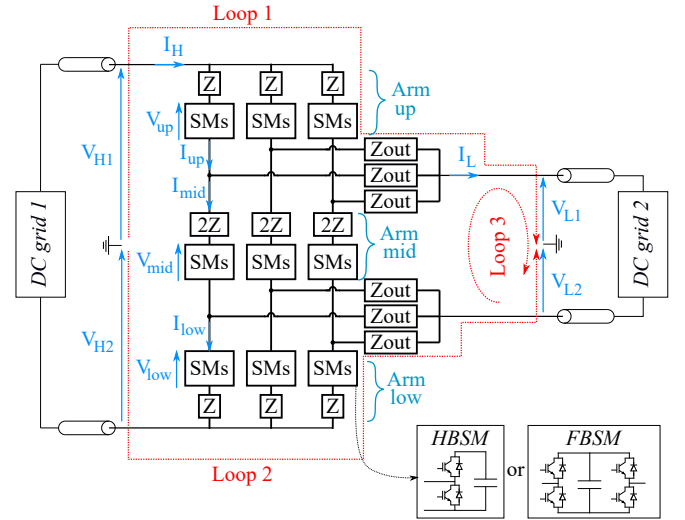 Loop 1
I_H
Z Z Z
Arm up
V_up
SMs SMs SMs
V_H1
I_up
Zout
I_L
Zout
I_mid
Zout
V_L1
DC grid 1
2Z 2Z 2Z
Arm mid
Loop 3
DC grid 2
V_mid
SMs SMs SMs
V_L2
Zout
I_low
Zout
Zout
V_H2
V_low
SMs SMs SMs
Arm low
Z Z Z
Loop 2
HBSM or FBSM